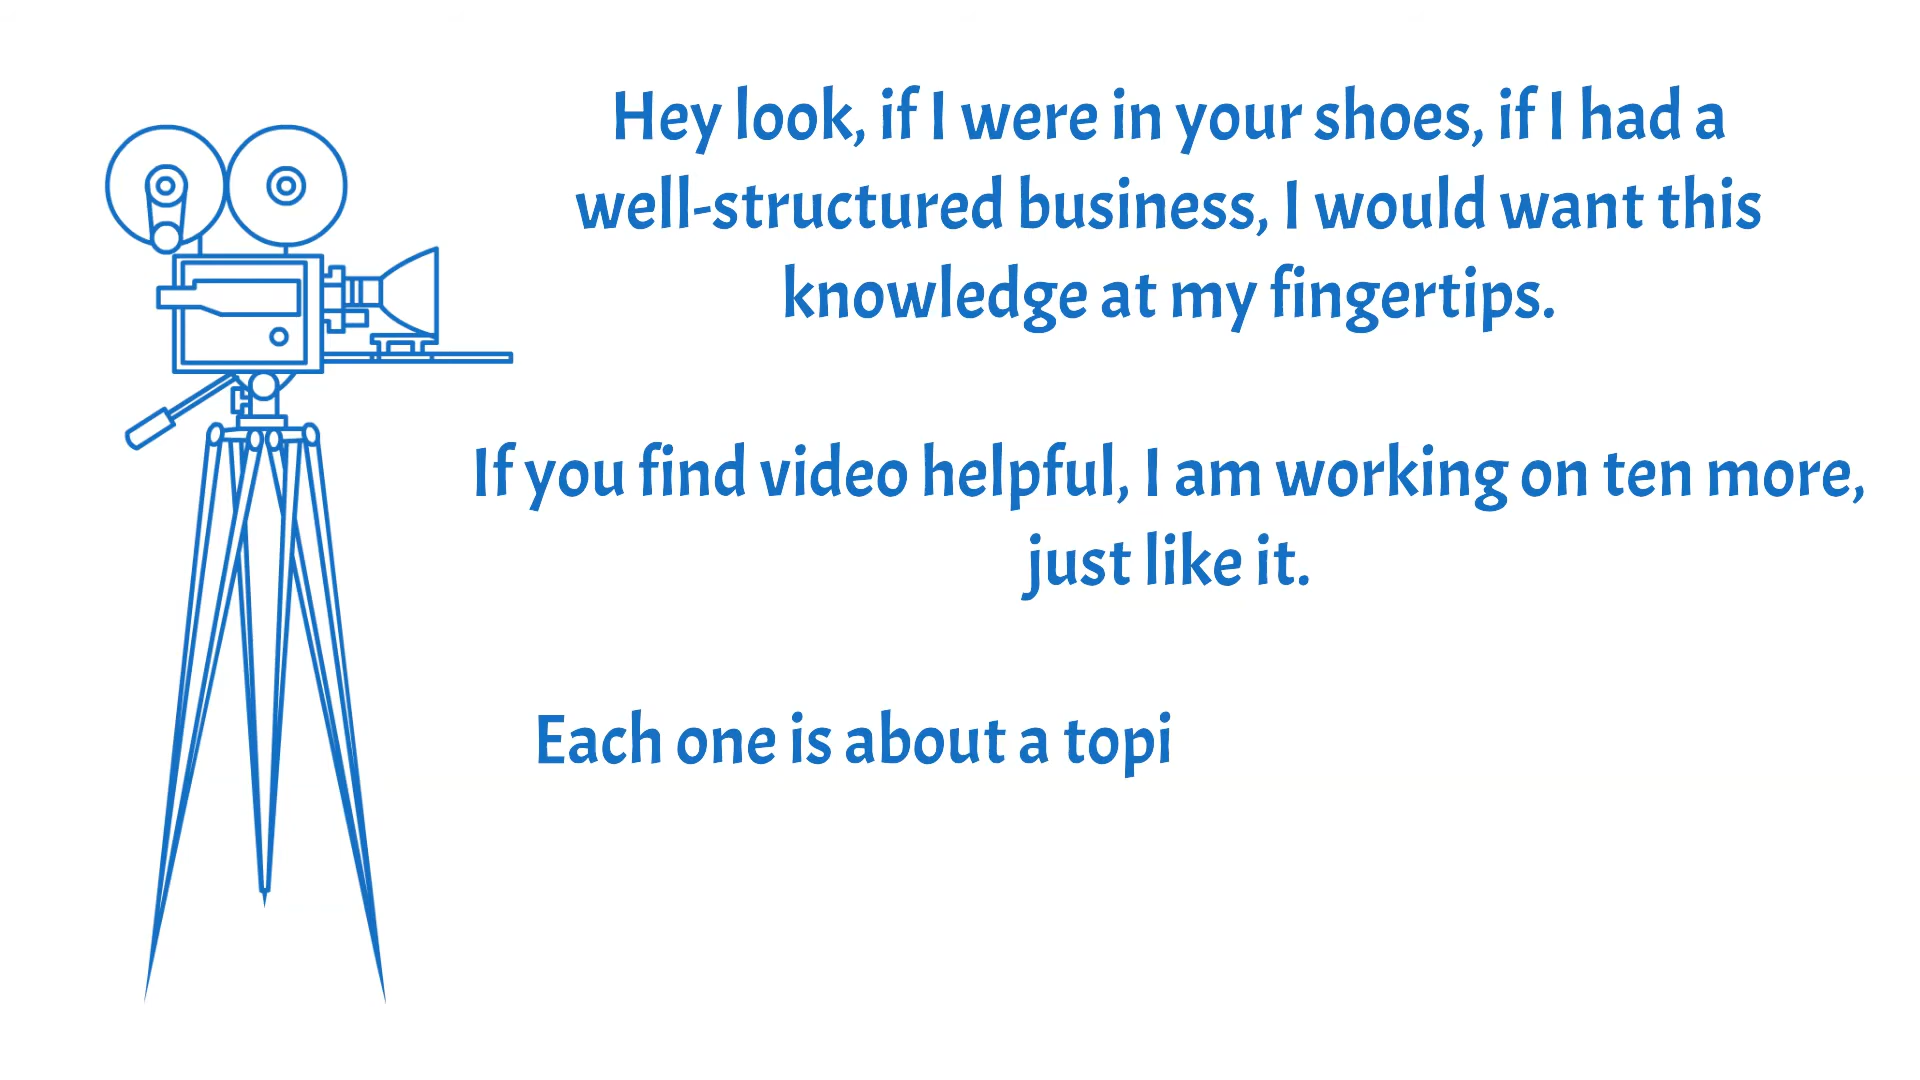 Hey look, if I were in your shoes, if I had a
well-structured business, I would want this
knowledge at my fingertips.
If you find video helpful, I am working on ten more,
just like it.
Each one is about a topi